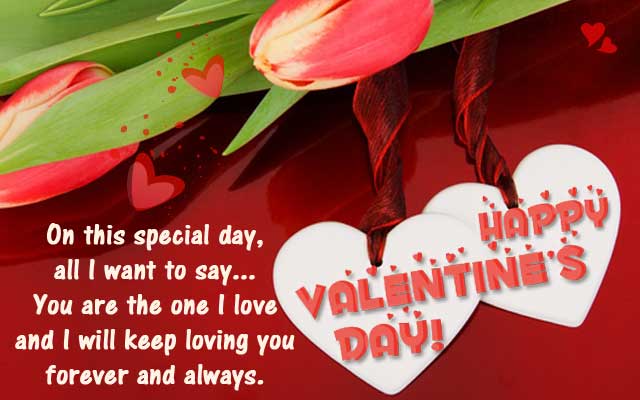 On this special day,
all I want to say...
You are the one I love
and I will keep loving you
forever and always.
HAPPY
VALENTINE'S
DAY!